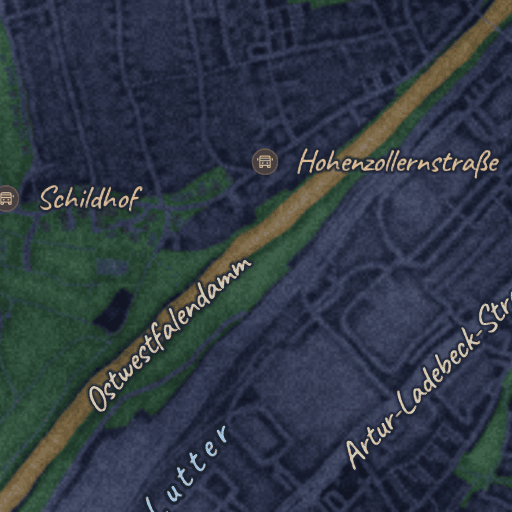 Hohenzollernstraße
Schildhof
Ostwestfalendamm
Artur-Ladebeck-Str
Lutter